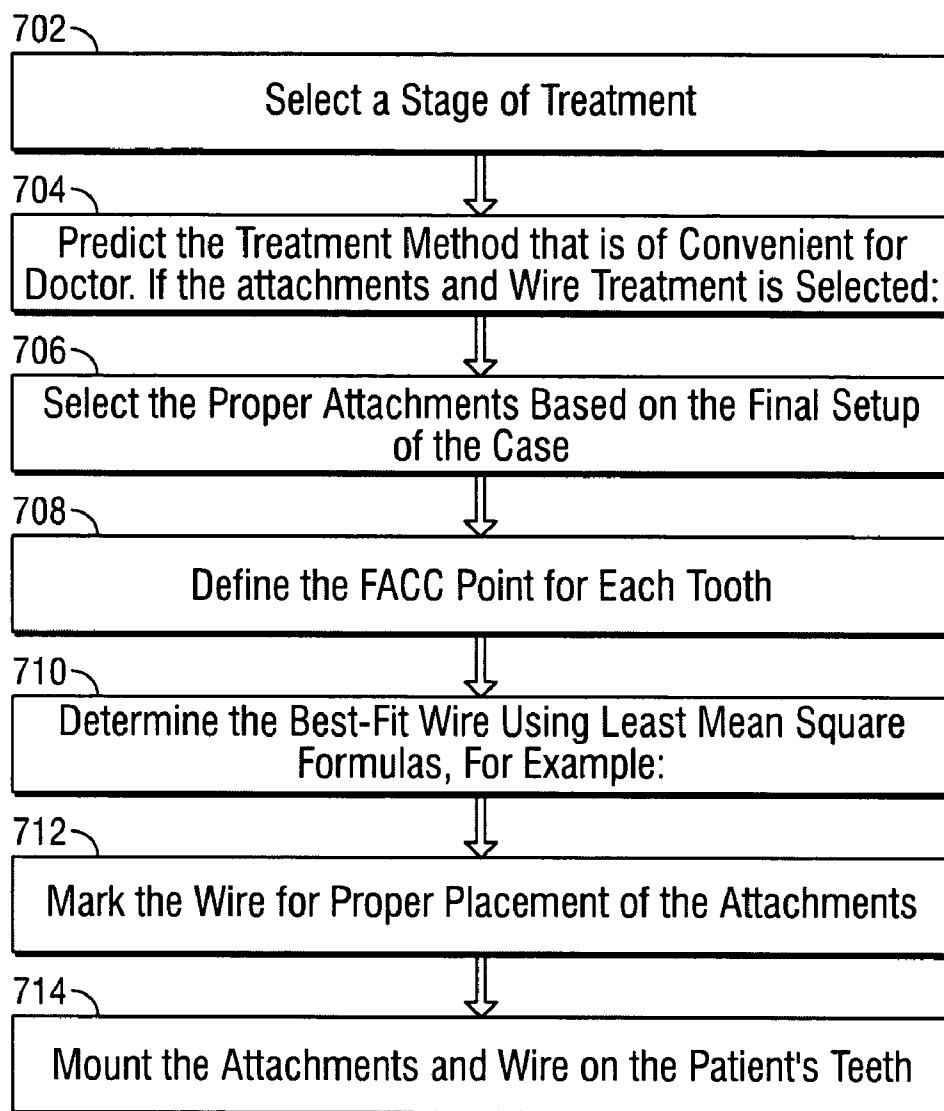 702
Select a Stage of Treatment
704
Predict the Treatment Method that is of Convenient for
Doctor. If the attachments and Wire Treatment is Selected:
706
Select the Proper Attachments Based on the Final Setup
of the Case
708
Define the FACC Point for Each Tooth
710
Determine the Best-Fit Wire Using Least Mean Square
Formulas, For Example:
712
Mark the Wire for Proper Placement of the Attachments
714
Mount the Attachments and Wire on the Patient's Teeth